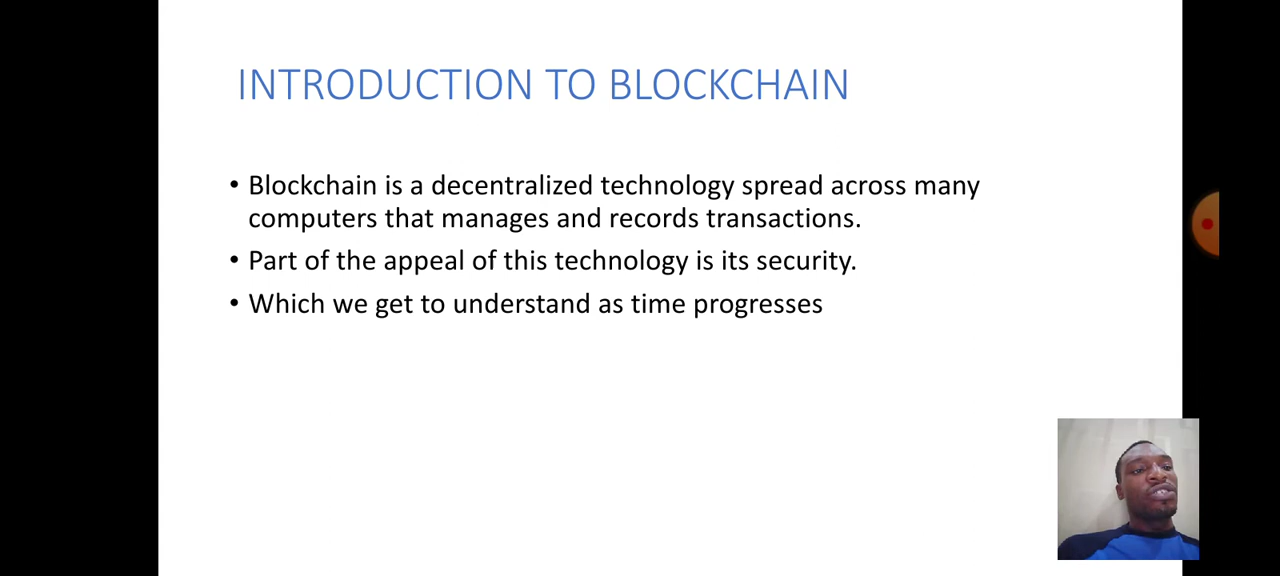 INTRODUCTION TO BLOCKCHAIN
• Blockchain is a decentralized technology spread across many
computers that manages and records transactions.
• Part of the appeal of this technology is its security.
• Which we get to understand as time progresses